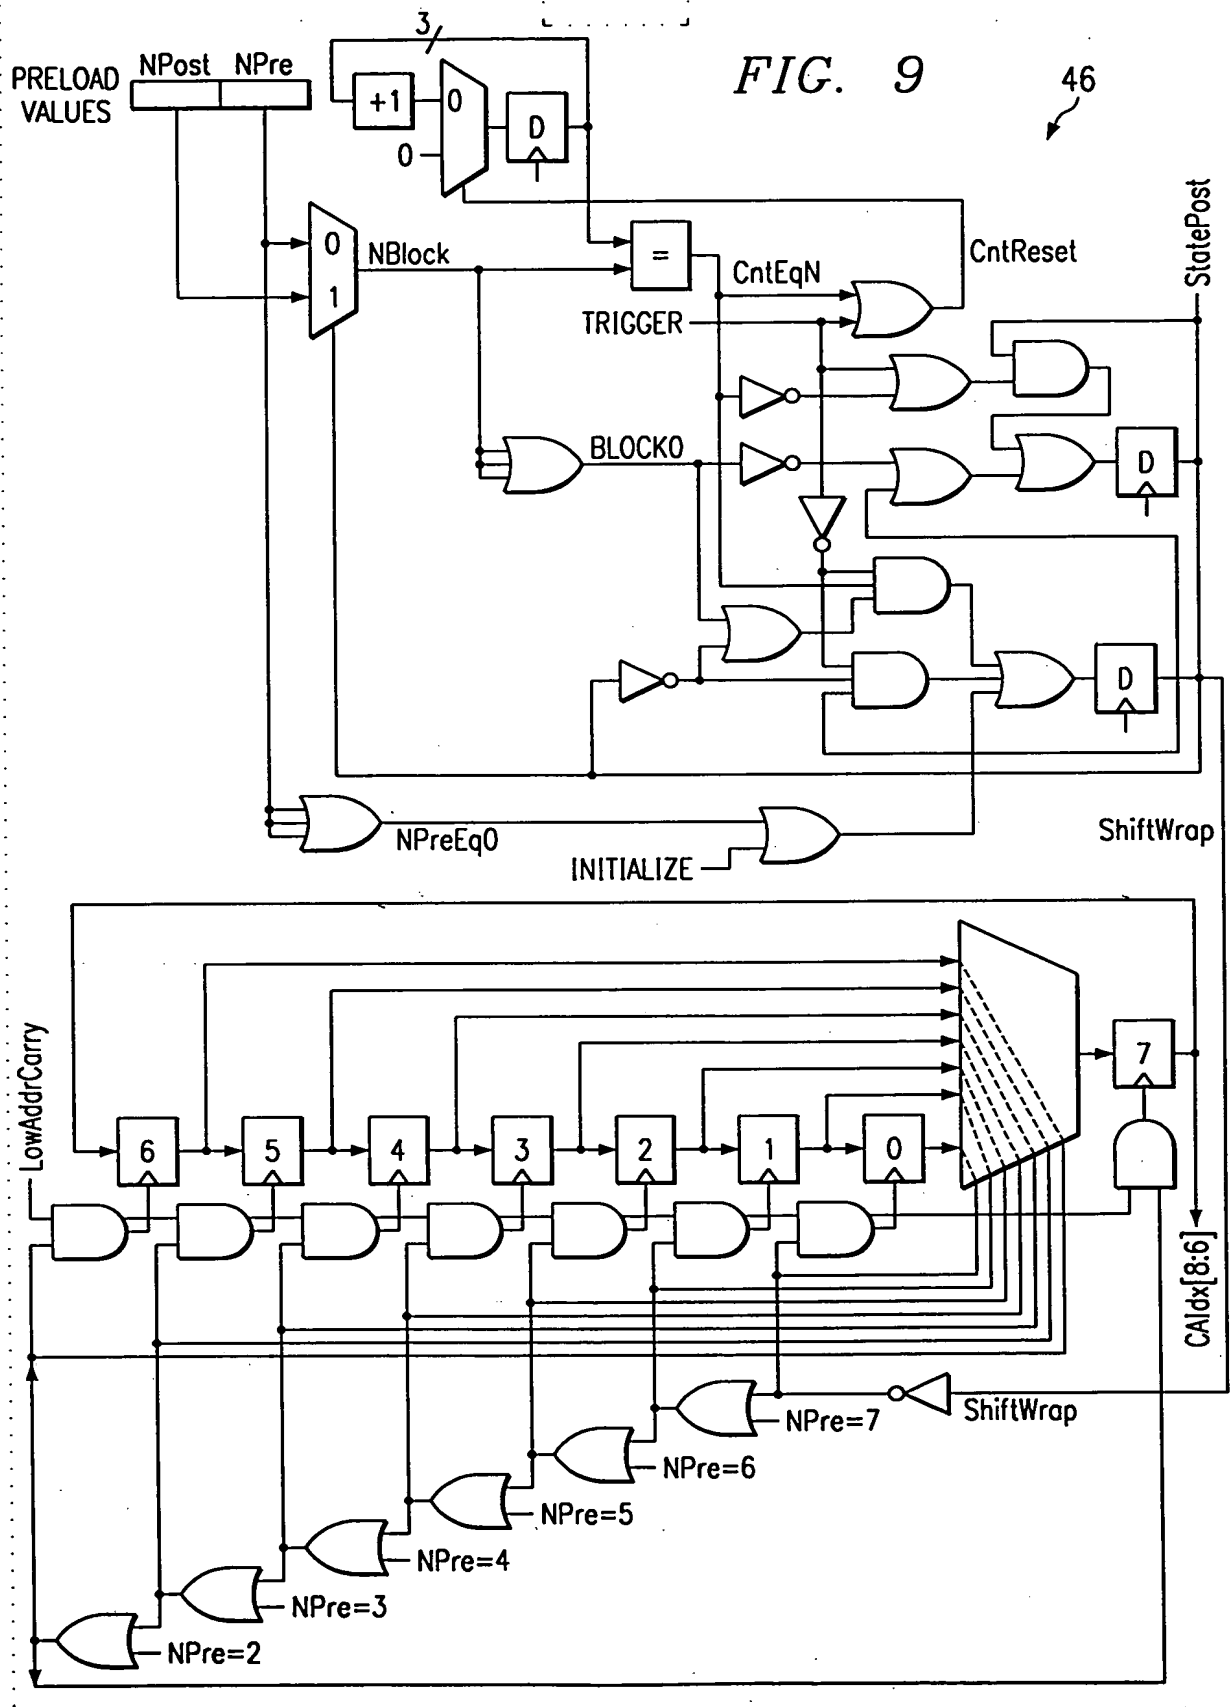 FIG. 9
46
3
NPost NPre
PRELOAD
VALUES
+1
0
D
0
0
1
NBlock
=
CntEqN
CntReset
StatePost
TRIGGER
BLOCK0
D
D
NPreEq0
INITIALIZE
ShiftWrap
LowAddrCarry
7
6
5
4
3
2
1
0
CAIdx[8:6]
ShiftWrap
NPre=7
NPre=6
NPre=5
NPre=4
NPre=3
NPre=2